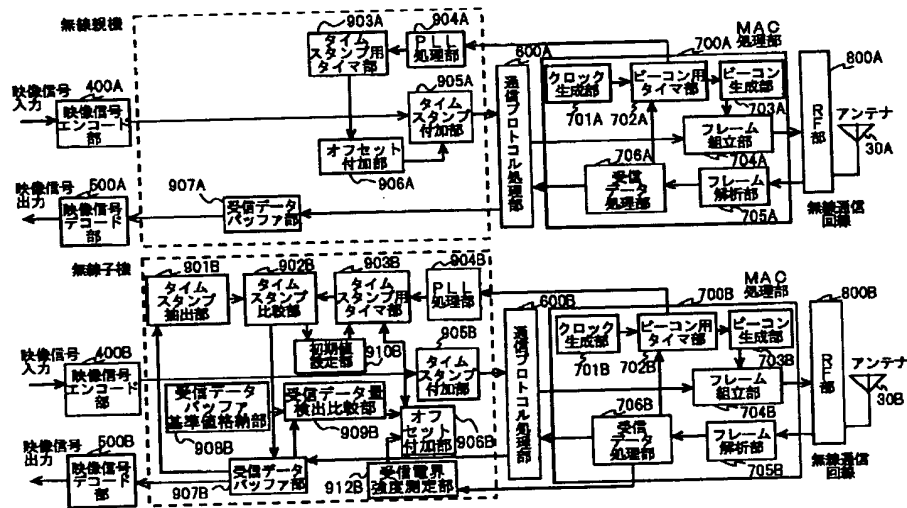 無線親機
903A
タイム
スタンプ用
タイマ部
904A
PLL
処理部
905A
タイム
スタンプ
付加部
オフセット
付加部
906A
映像信号
入力
400A
映像信号
エンコード部
映像信号
出力
500A
映像信号
デコード
部
907A
受信データ
バッファ部
600A
通信プロトコル処理部
700A
MAC
処理部
クロック
生成部
701A
ビーコン用
タイマ部
702A
ビーコン
生成部
703A
フレーム
組立部
704A
706A
受信
データ
処理部
フレーム
解析部
705A
800A
RF部
アンテナ
30A
無線通信
回線
無線子機
901B
タイム
スタンプ
抽出部
902B
タイム
スタンプ
比較部
903B
タイム
スタンプ用
タイマ部
904B
PLL
処理部
初期値
設定部
910B
905B
タイム
スタンプ
付加部
映像信号
入力
400B
映像信号
エンコード部
受信データ
バッファ
基準値格納部
908B
受信データ量
検出比較部
909B
オフ
セット
付加部
906B
映像信号
出力
500B
映像信号
デコード
部
受信データ
バッファ部
907B
受信電界
強度測定部
912B
600B
通信プロトコル処理部
700B
MAC
処理部
クロック
生成部
701B
ビーコン用
タイマ部
702B
ビーコン
生成部
703B
フレーム
組立部
704B
706B
受信
データ
処理部
フレーム
解析部
705B
800B
RF部
アンテナ
30B
無線通信
回線